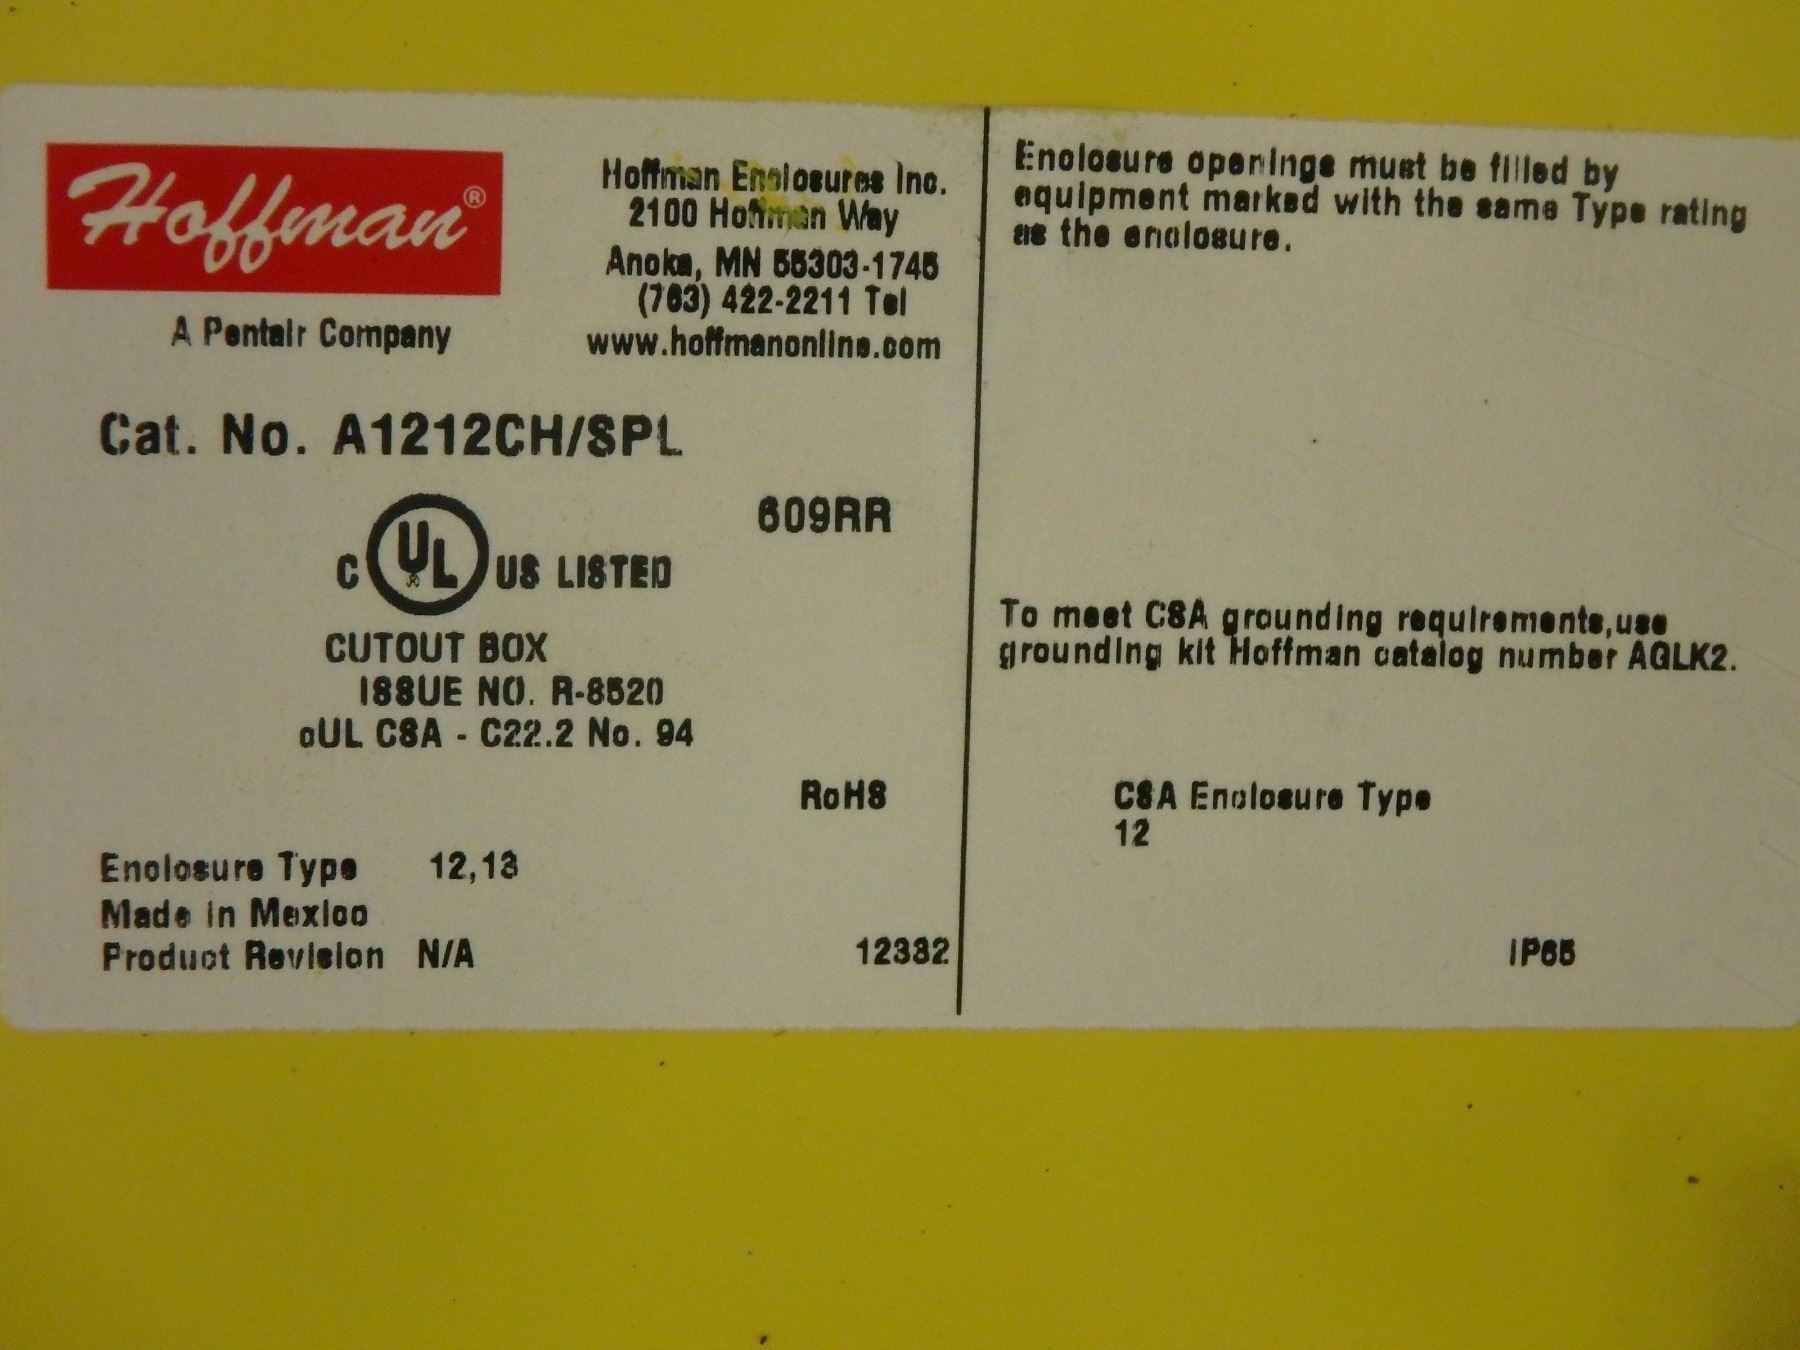 Hoffman®
A Pentair Company
Hoffman Enclosures Inc.
2100 Hoffman Way
Anoka, MN 55303-1745
(763) 422-2211 Tel
www.hoffmanonline.com
Cat. No. A1212CH/SPL
609RR
C UL US LISTED
CUTOUT BOX
ISSUE NO. R-8520
cUL CSA - C22.2 No. 94
RoHS
Enclosure Type 12,13
Made in Mexico
Product Revision N/A
12332
Enclosure openings must be filled by
equipment marked with the same Type rating
as the enclosure.
To meet CSA grounding requirements,use
grounding kit Hoffman catalog number AGLK2.
CSA Enclosure Type
12
IP65